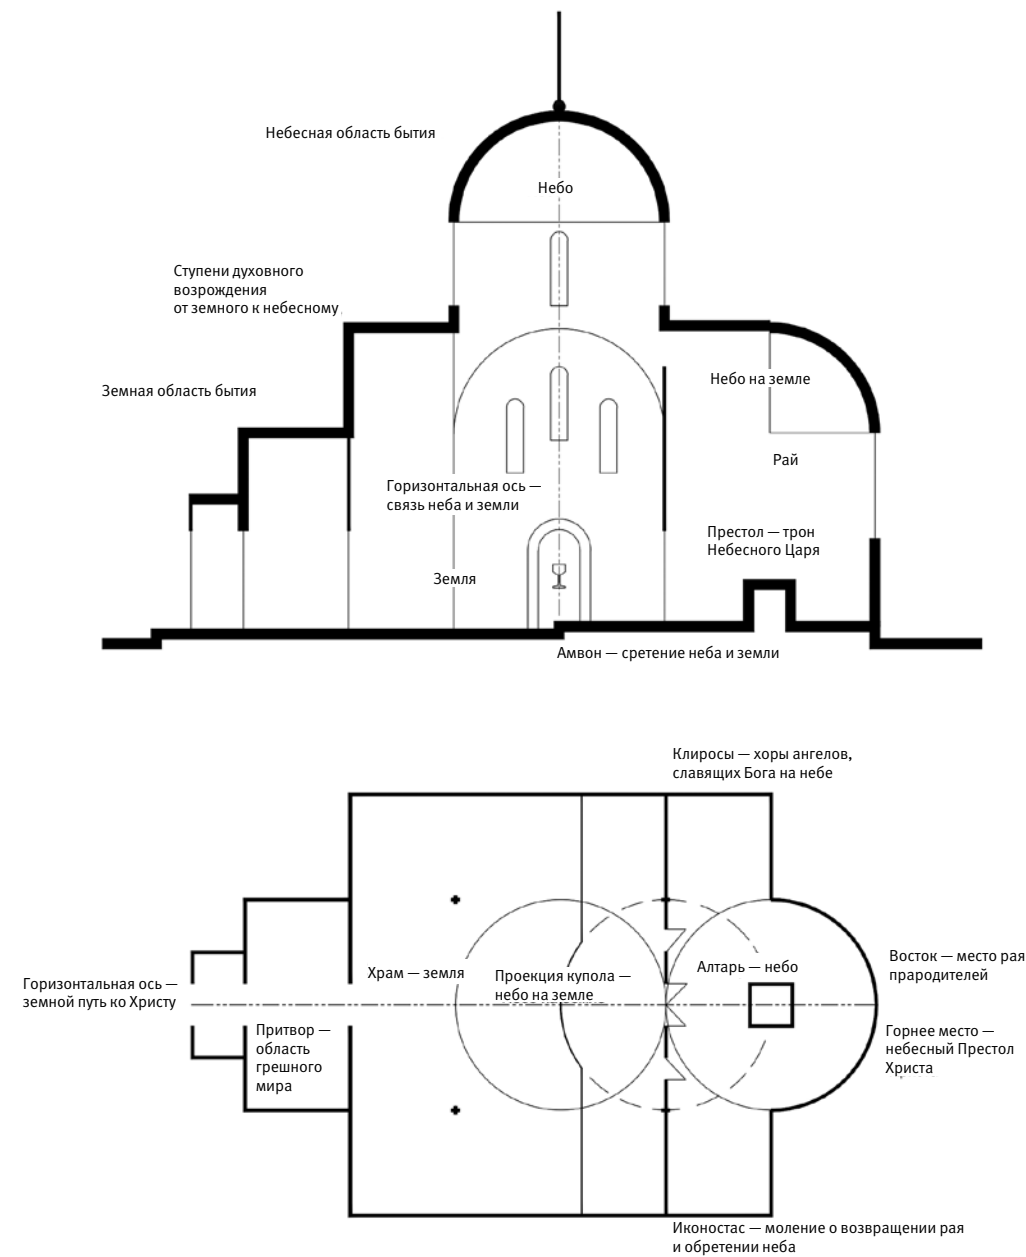 Небесная область бытия
Небо
Ступени духовного
возрождения
от земного к небесному
Небо на земле
Земная область бытия
Рай
Горизонтальная ось —
связь неба и земли
Престол — трон
Небесного Царя
Земля
Амвон — сретение неба и земли
Клиросы — хоры ангелов,
славящих Бога на небе
Храм — земля
Проекция купола —
небо на земле
Алтарь — небо
Восток — место рая
прародителей
Горизонтальная ось —
земной путь ко Христу
Притвор —
область
грешного
мира
Горнее место —
небесный Престол
Христа
Иконостас — моление о возвращении рая
и обретении неба